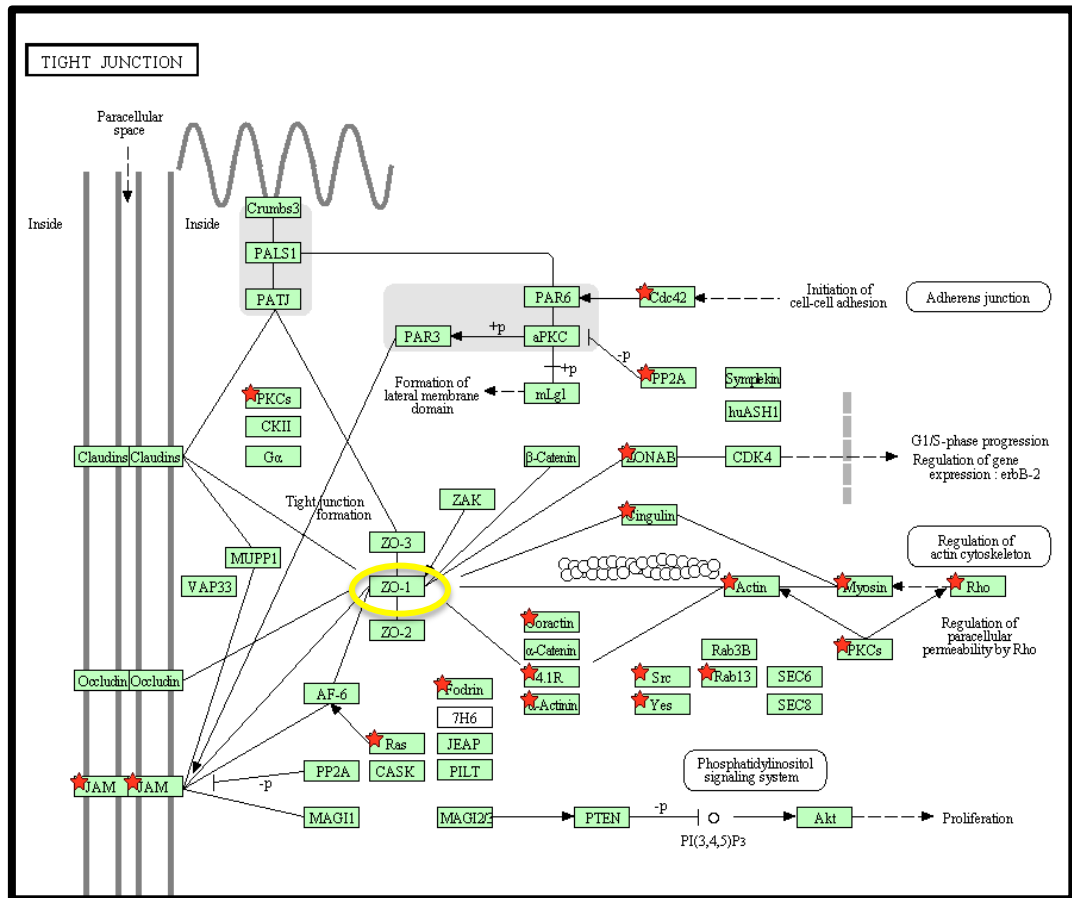 TIGHT JUNCTION
Paracellular
space
Inside
Inside
Crumbs3
PALS1
PATJ
PAR6
Cdc42
Initiation of
cell-cell adhesion
Adherens junction
PAR3
+p
aPKC
-p
+p
PP2A
Symplekin
Formation of
lateral membrane
domain
mLgl
huASH1
PKCs
CKII
Gα
Claudins
Claudins
β-Catenin
ZONAB
CDK4
G1/S-phase progression
Regulation of gene
expression : erbB-2
ZAK
Tight junction
formation
Cingulin
ZO-3
MUPP1
VAP33
ZO-1
ZO-2
Actin
Myosin
Rho
Regulation of
actin cytoskeleton
Regulation of
paracellular
permeability by Rho
Coractin
α-Catenin
4.1R
α-Actinin
Rab3B
PKCs
Src
Rab13
SEC6
Yes
SEC8
Occludin
Occludin
AF-6
Fodrin
7H6
Ras
JEAP
PP2A
CASK
PILT
-p
JAM
JAM
MAGI1
MAGI2/3
PTEN
-p
PI(3,4,5)P3
Phosphatidylinositol
signaling system
Akt
Proliferation